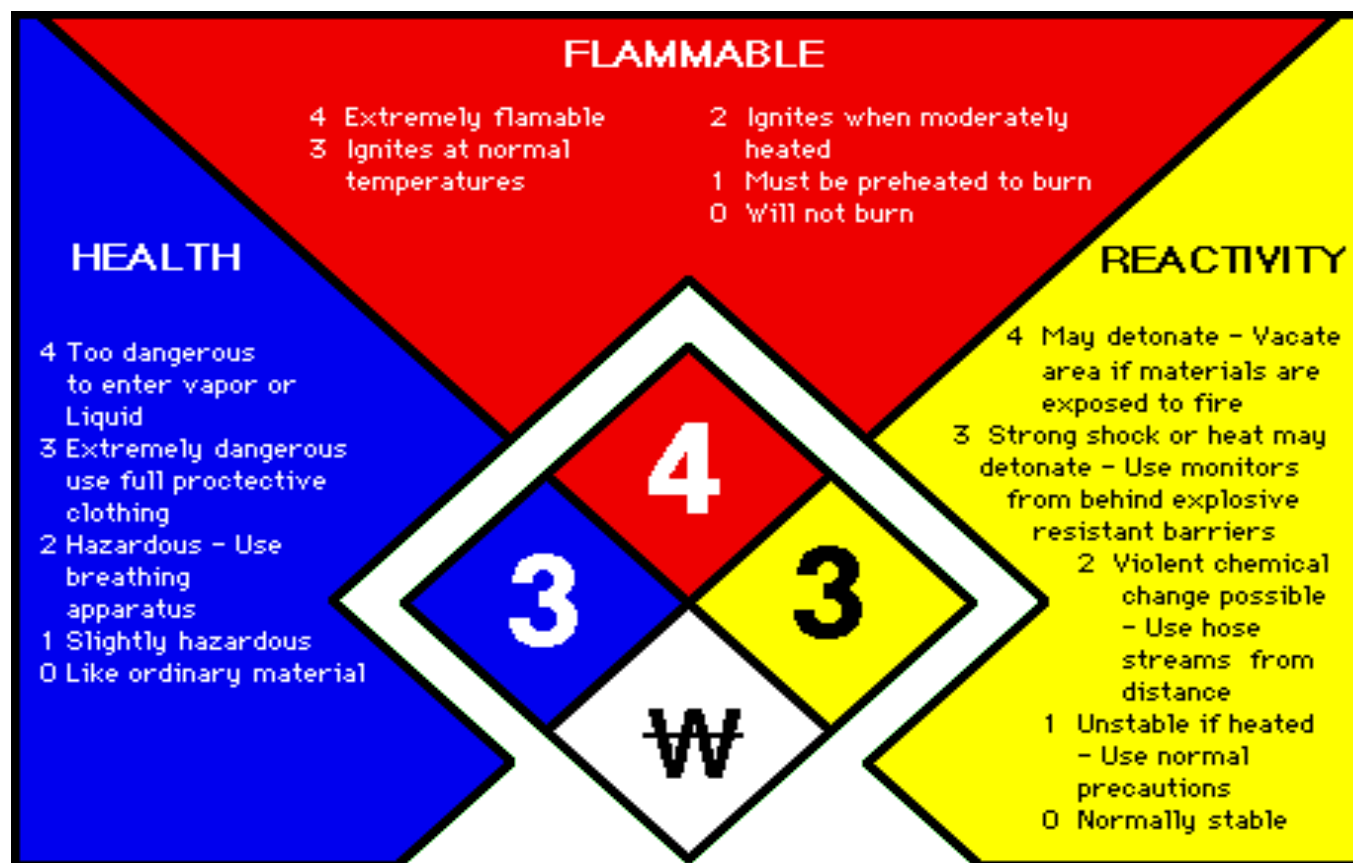 FLAMMABLE
4 Extremely flamable
3 Ignites at normal
temperatures
2 Ignites when moderately
heated
1 Must be preheated to burn
0 Will not burn
HEALTH
4 Too dangerous
to enter vapor or
Liquid
3 Extremely dangerous
use full proctective
clothing
2 Hazardous - Use
breathing
apparatus
1 Slightly hazardous
0 Like ordinary material
REACTIVITY
4 May detonate - Vacate
area if materials are
exposed to fire
3 Strong shock or heat may
detonate - Use monitors
from behind explosive
resistant barriers
2 Violent chemical
change possible
- Use hose
streams from
distance
1 Unstable if heated
- Use normal
precautions
0 Normally stable
4
3
3
W